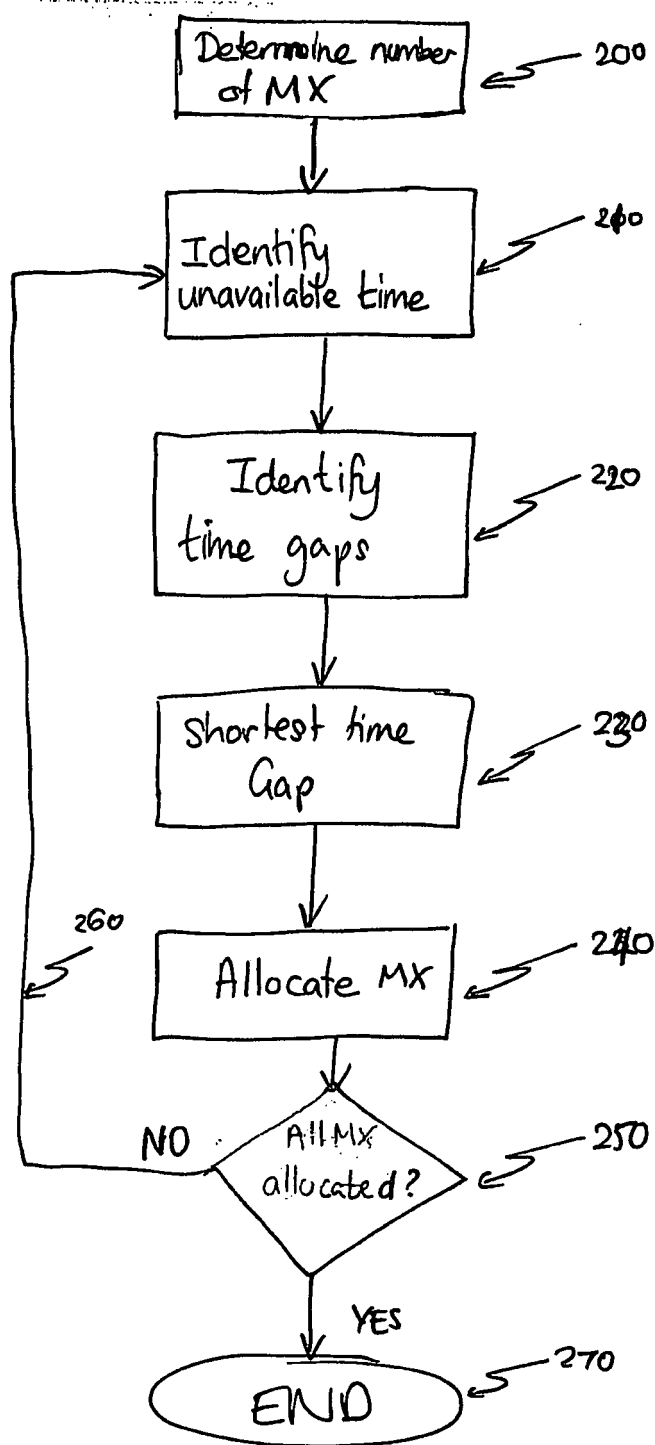 Determine number
of MX
200
Identify
unavailable time
210
Identify
time gaps
220
Shortest time
Gap
230
260
Allocate MX
240
NO
All MX
allocated?
250
YES
END
270